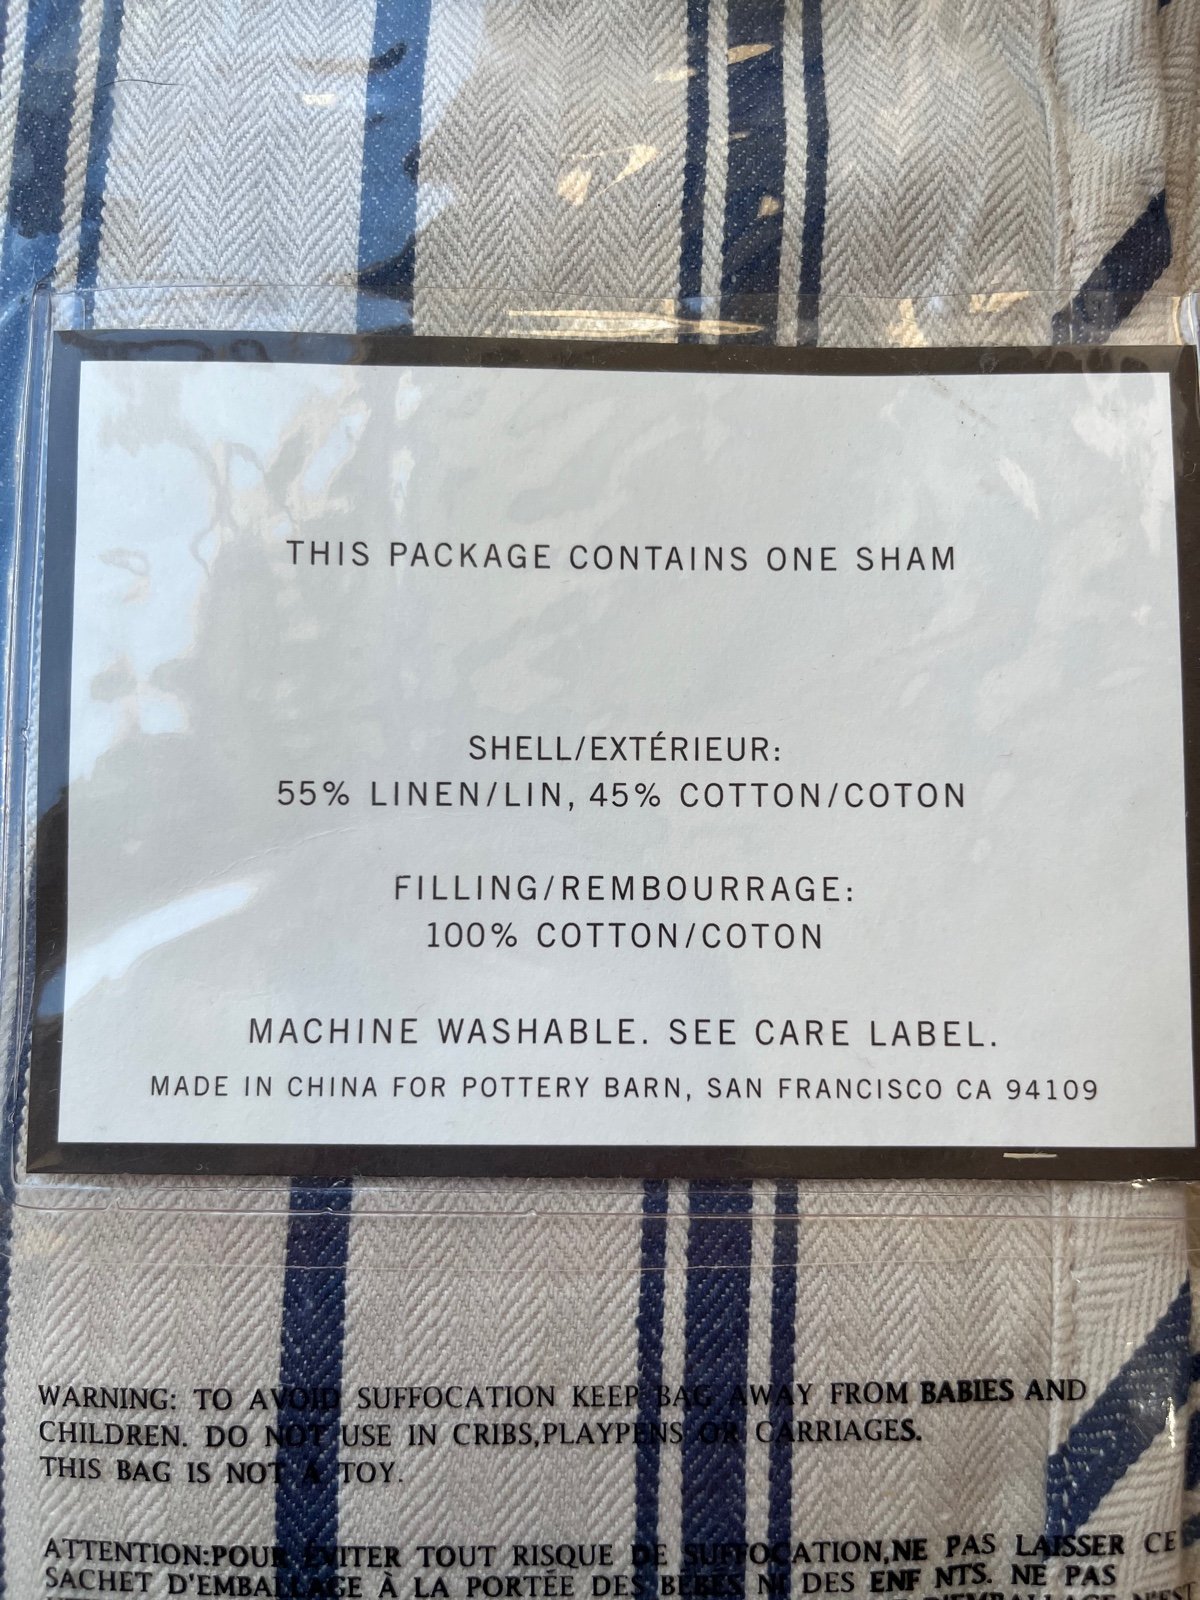 THIS PACKAGE CONTAINS ONE SHAM
SHELL/EXTÉRIEUR:
55% LINEN/LIN, 45% COTTON/COTON
FILLING/REMBOURRAGE:
100% COTTON/COTON
MACHINE WASHABLE. SEE CARE LABEL.
MADE IN CHINA FOR POTTERY BARN, SAN FRANCISCO CA 94109
WARNING: TO AVOID SUFFOCATION KEEP BAG AWAY FROM BABIES AND
CHILDREN. DO NOT USE IN CRIBS,PLAYPENS OR CARRIAGES.
THIS BAG IS NOT A TOY.
ATTENTION:POUR ÉVITER TOUT RISQUE DE SUFFOCATION,NE PAS LAISSER CE
SACHET D'EMBALLAGE À LA PORTÉE DES BÉBÉS NI DES ENF NTS. NE PAS
D'EMBALLAGE N'EST